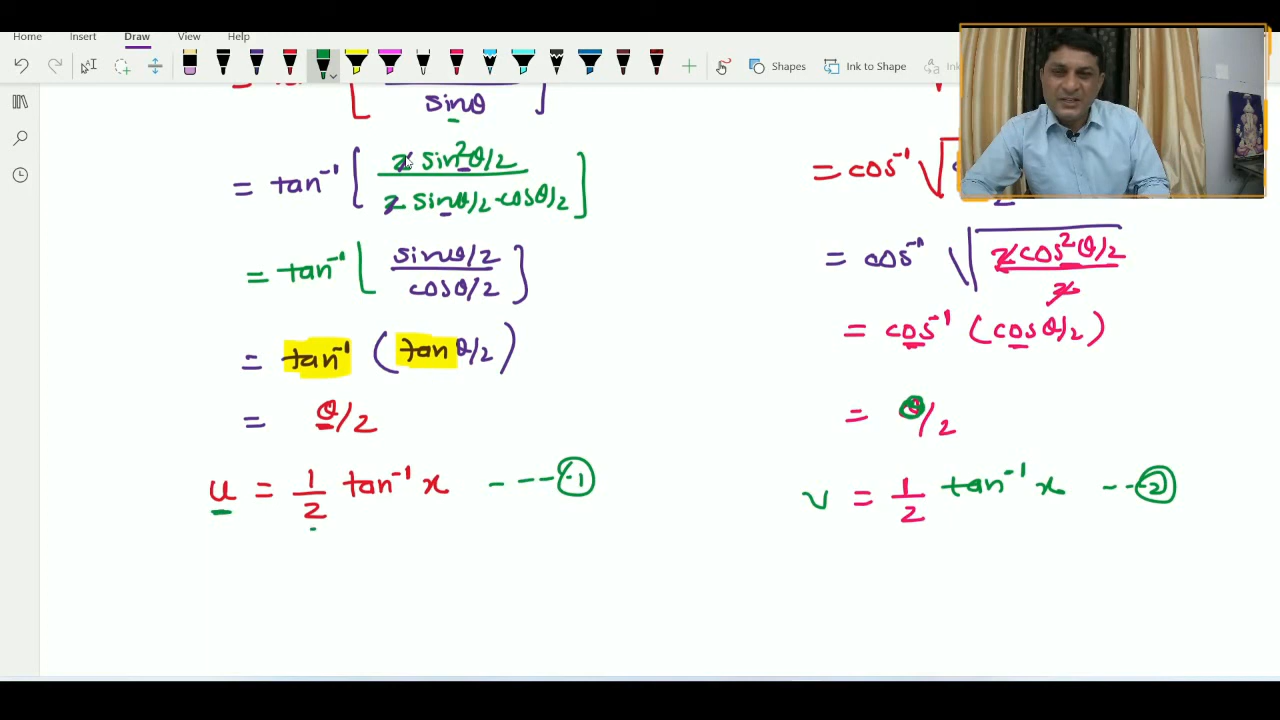 Home Insert Draw View Help
Shapes Ink to Shape
sinθ
= tan⁻¹ [ 2 sin²θ/2 / 2 sinθ/2 · cosθ/2 ]
= tan⁻¹ [ sinθ/2 / cosθ/2 ]
= tan⁻¹ (tan θ/2)
= θ/2
u = 1/2 tan⁻¹ x ---- 1
= cos⁻¹ √
2
= cos⁻¹ √ 2cos²θ/2 / 2
= cos⁻¹ (cosθ/2)
= θ/2
v = 1/2 tan⁻¹ x --- 2